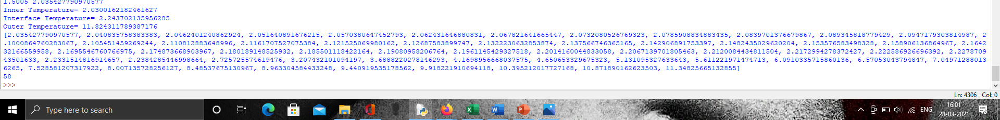 1.5005 2.035427790970577
Inner Temperature= 2.0300162182461627
Interface Temperature= 2.243702135956285
Outer Temperature= 11.824311789387176
[2.035427790970577, 2.040835758383383, 2.0462401240862924, 2.051640891676215, 2.0570380647452793, 2.062431646880831, 2.067821641665447, 2.0732080526769323, 2.0785908834883435, 2.0839701376679867, 2.089345818779429, 2.0947179303814987, 2
.1000864760283067, 2.105451459269244, 2.110812883648996, 2.1161707527075384, 2.121525069980162, 2.12687583899747, 2.1322230632853874, 2.137566746365165, 2.142906891753397, 2.1482435029620204, 2.153576583498328, 2.158906136864967, 2.164
232166559958, 2.1695546760766975, 2.174873668903967, 2.180189148525932, 2.185501118422164, 2.19080958206764, 2.1961145429327518, 2.2014160044833058, 2.2067139701805463, 2.2120084434811504, 2.2172994278372427, 2.222586926696392, 2.227870
943501633, 2.2331514816914657, 2.2384285446998664, 2.725725574619476, 3.207432101094197, 3.6888220278146293, 4.1698956668037575, 4.650653329675323, 5.131095327633643, 5.611221971474713, 6.0910335715860136, 6.57053043794847, 7.04971288013
6265, 7.528581207317922, 8.007135728256127, 8.48537675130967, 8.963304584433248, 9.440919535178562, 9.918221910694118, 10.395212017727168, 10.871890162623503, 11.34825665132855]
58
>>>
Ln: 4306 Col: 0
Type here to search
ENG
16:01
28-03-2021